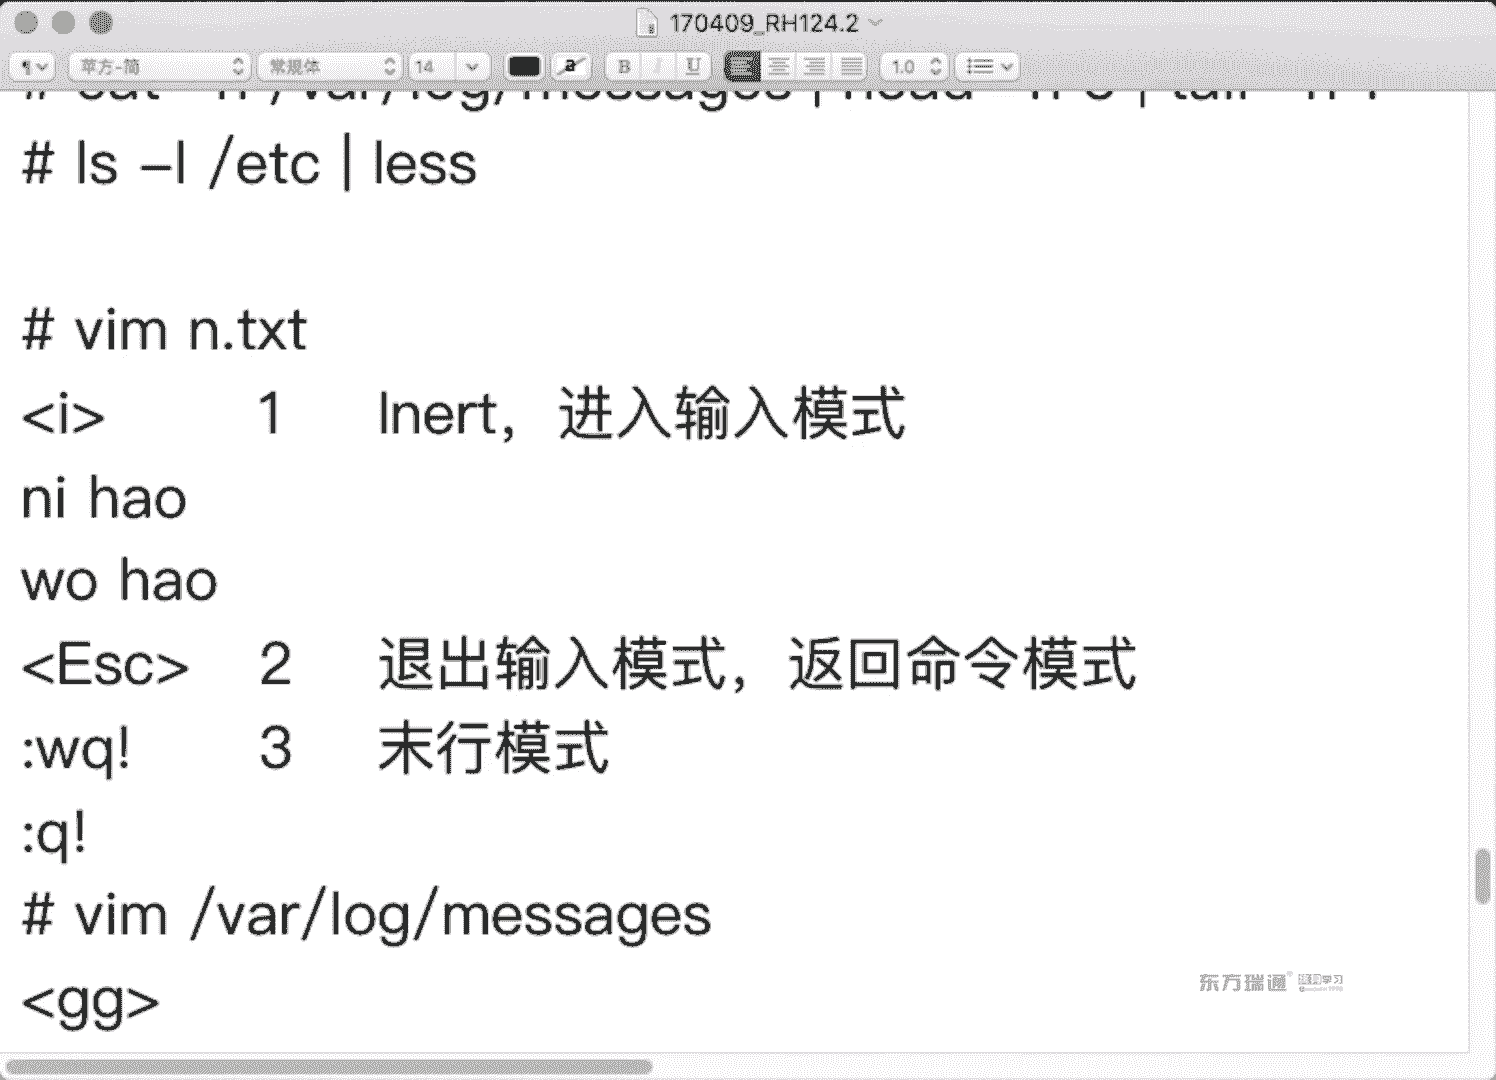 170409_RH124.2
苹方-简 常规体 14 a B I U 1.0
# ls -l /etc | less
# vim n.txt
<i> 1 Inert，进入输入模式
ni hao
wo hao
<Esc> 2 退出输入模式，返回命令模式
:wq! 3 末行模式
:q!
# vim /var/log/messages
<gg>
东方瑞通